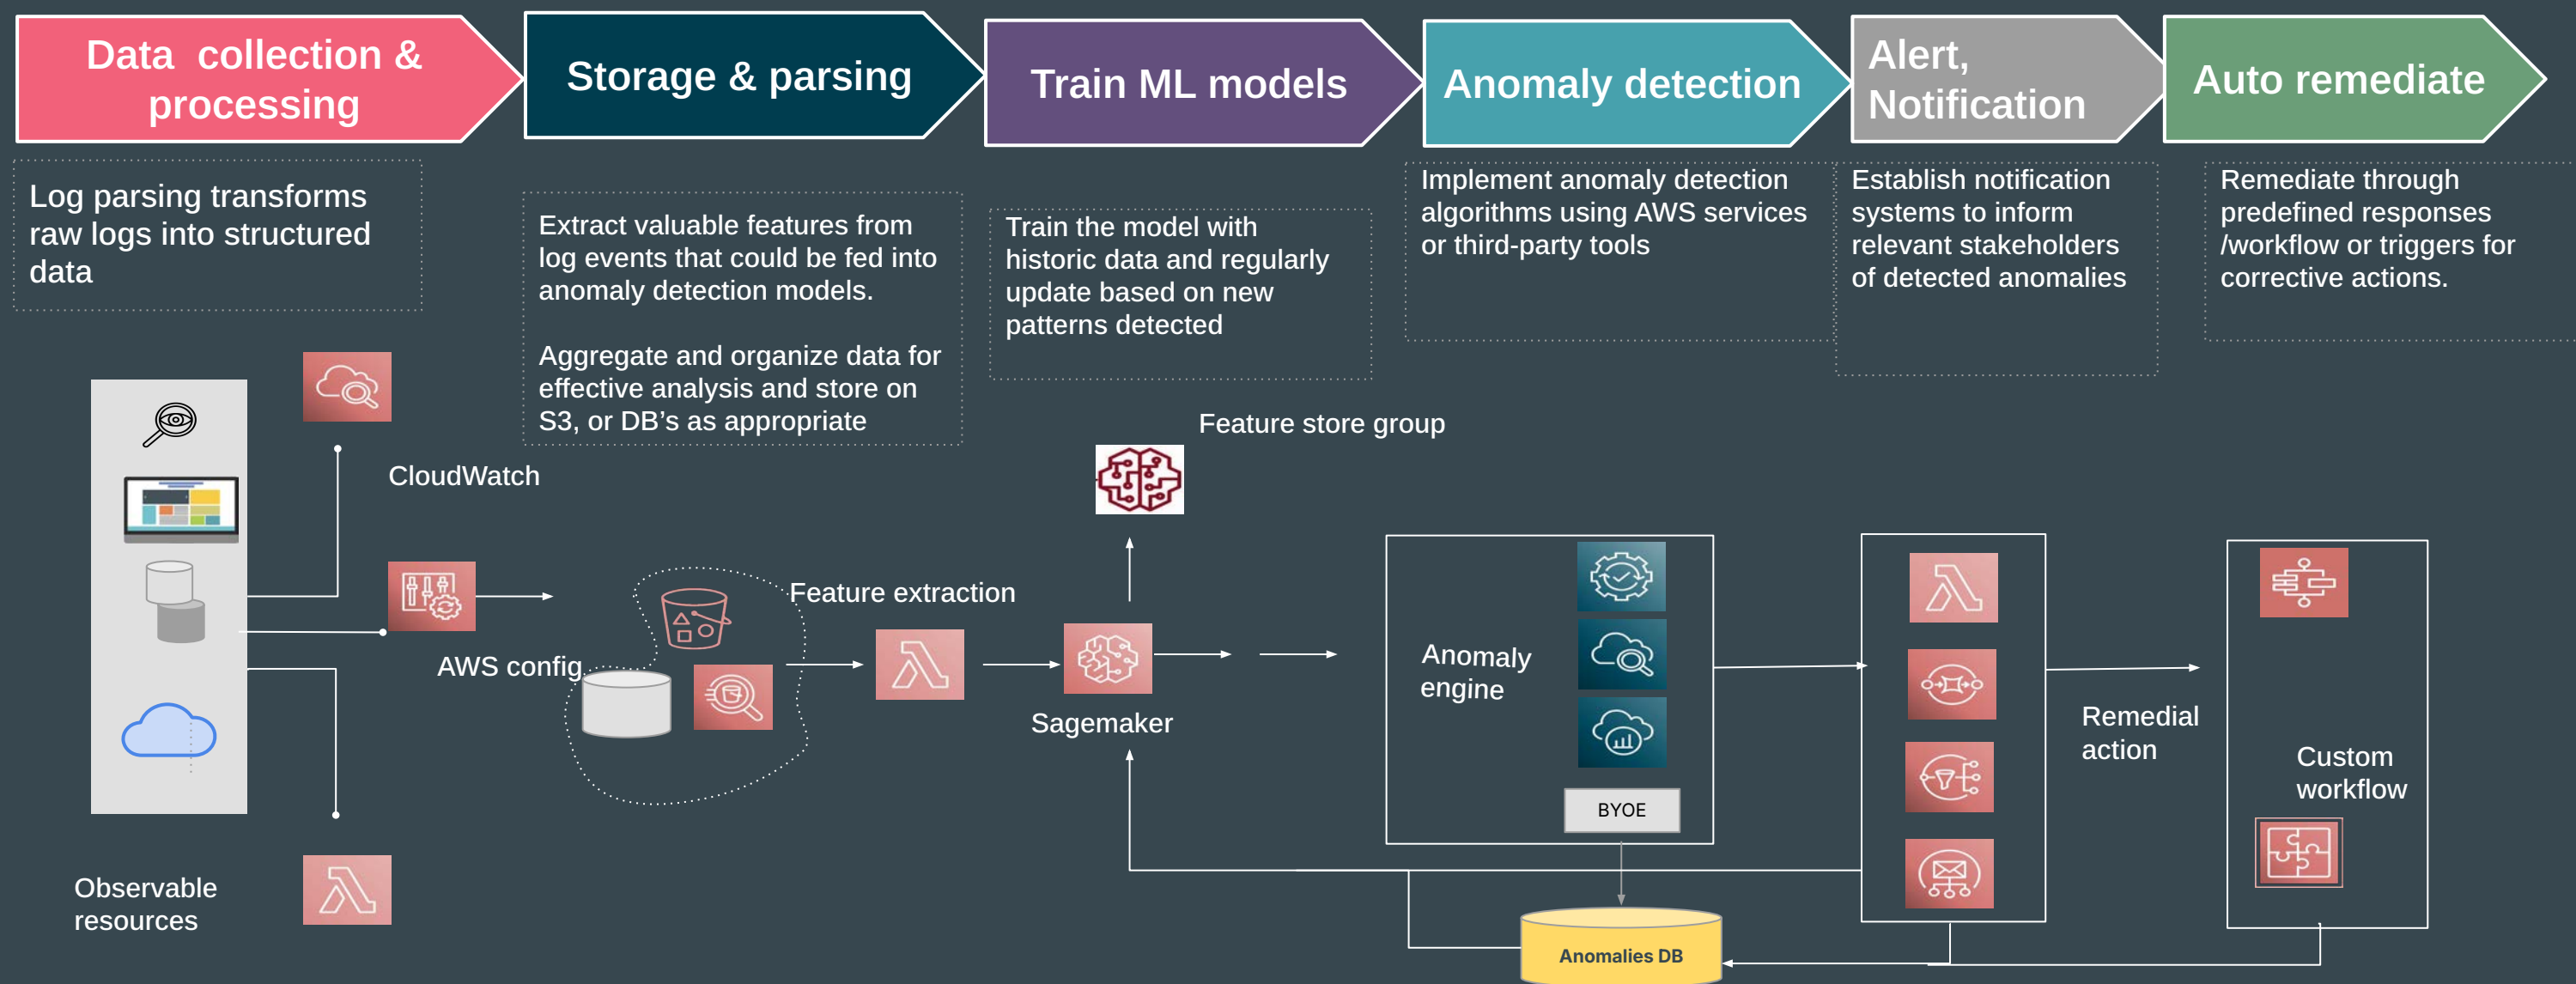 Data  collection &
processing
Storage & parsing
Train ML models
Anomaly detection
Alert,
Notification
Auto remediate
Log parsing transforms
raw logs into structured
data
Extract valuable features from
log events that could be fed into
anomaly detection models.
Aggregate and organize data for
effective analysis and store on
S3, or DB’s as appropriate
Train the model with
historic data and regularly
update based on new
patterns detected
Implement anomaly detection
algorithms using AWS services
or third-party tools
Establish notification
systems to inform
relevant stakeholders
of detected anomalies
Remediate through
predefined responses
/workflow or triggers for
corrective actions.
CloudWatch
AWS config
Observable
resources
Feature extraction
Feature store group
Sagemaker
Anomaly
engine
BYOE
Anomalies DB
Remedial
action
Custom
workflow